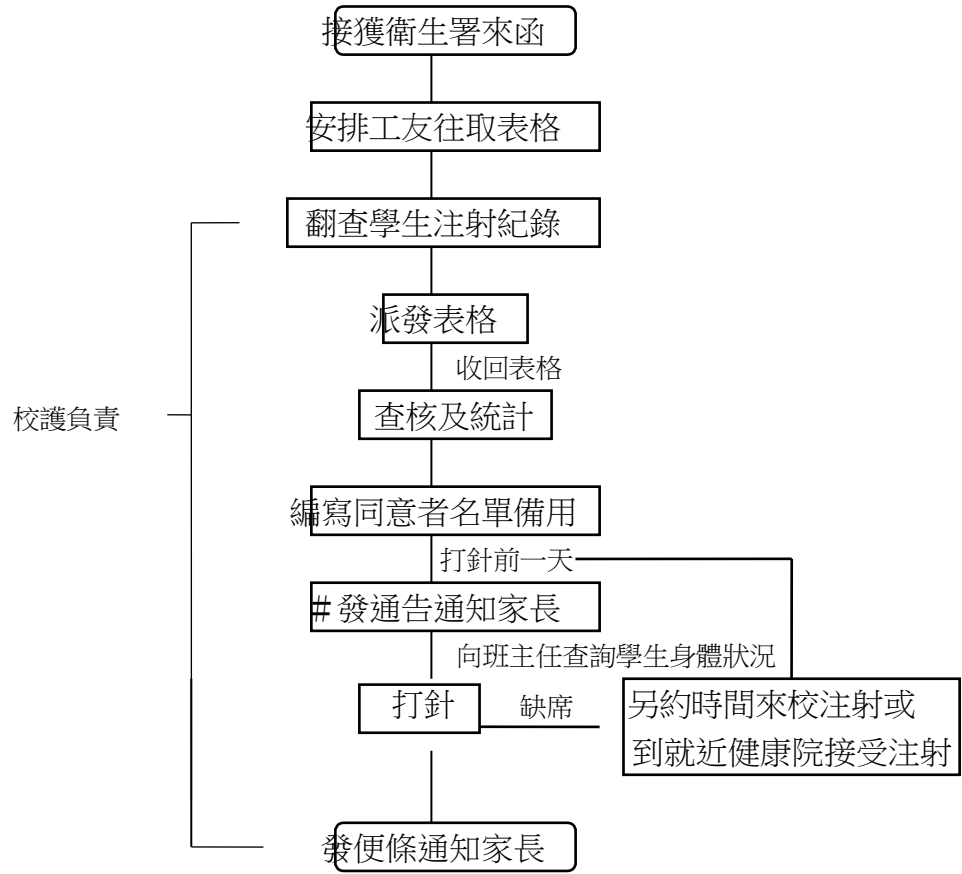 接獲衛生署來函
安排工友往取表格
翻查學生注射紀錄
派發表格
收回表格
校護負責
查核及統計
編寫同意者名單備用
打針前一天
#發通告通知家長
向班主任查詢學生身體狀況
打針
缺席
另約時間來校注射或
到就近健康院接受注射
發便條通知家長